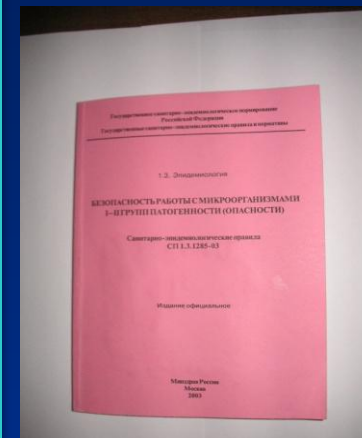 Государственное санитарно-эпидемиологическое нормирование
Российской Федерации
Государственные санитарно-эпидемиологические правила и нормативы
1.3. Эпидемиология
БЕЗОПАСНОСТЬ РАБОТЫ С МИКРООРГАНИЗМАМИ
I–II ГРУПП ПАТОГЕННОСТИ (ОПАСНОСТИ)
Санитарно-эпидемиологические правила
СП 1.3.1285-03
Издание официальное
Минздрав России
Москва
2003